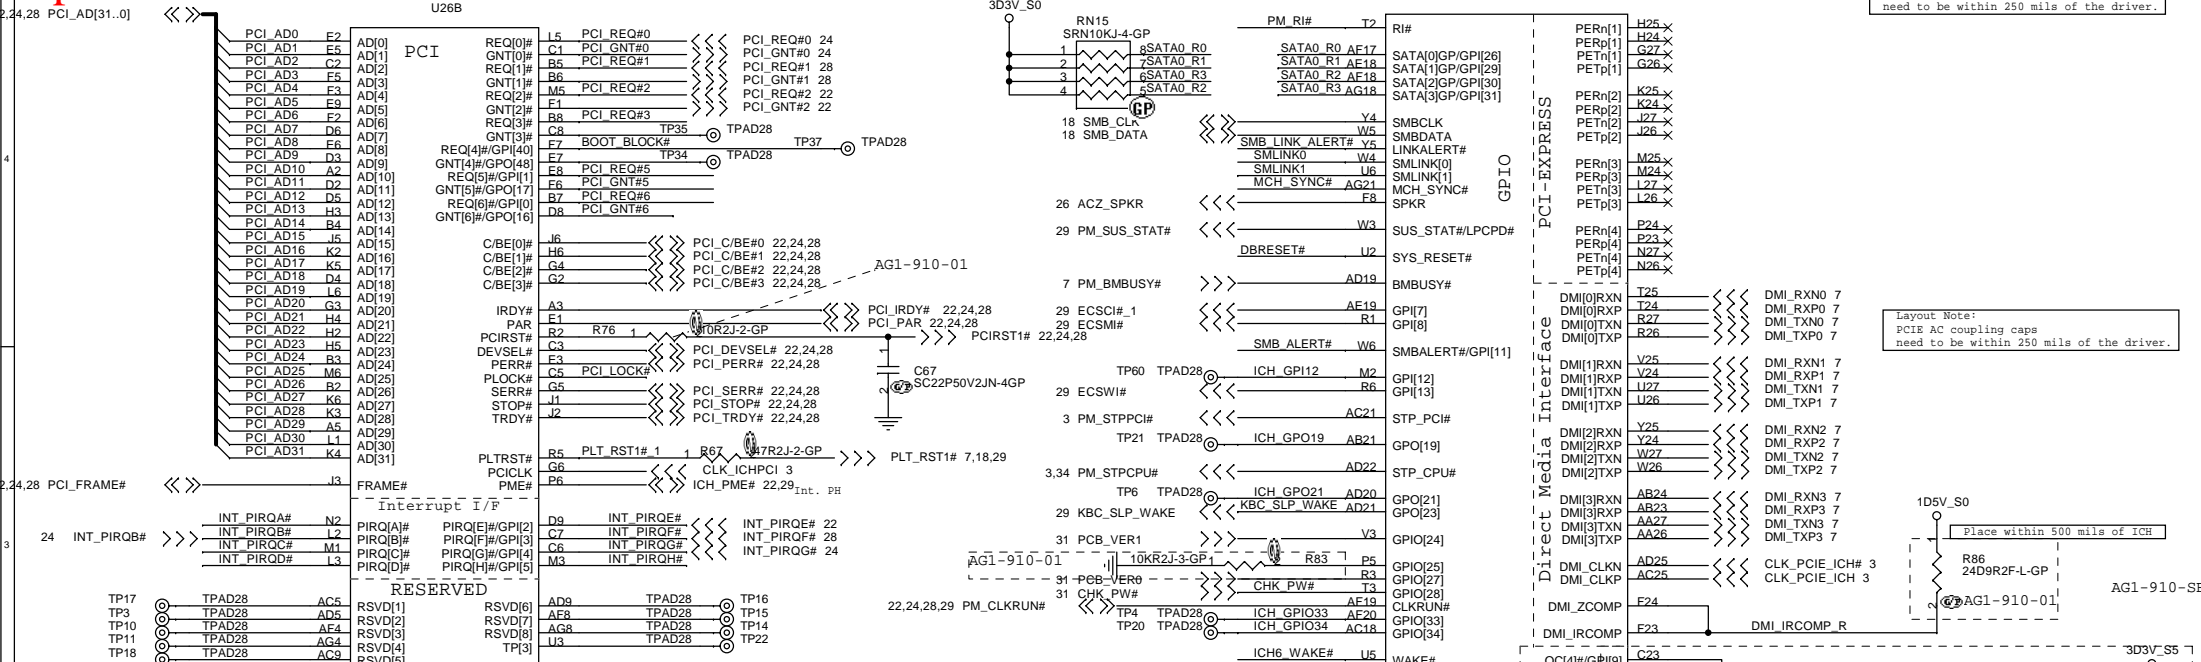 2,24,28 PCI_AD[31..0]
U26B
3D3V_S0
need to be within 250 mils of the driver.
PCI
PCI_AD0 E2 AD[0]
PCI_AD1 E5 AD[1]
PCI_AD2 C2 AD[2]
PCI_AD3 F5 AD[3]
PCI_AD4 F3 AD[4]
PCI_AD5 E9 AD[5]
PCI_AD6 F2 AD[6]
PCI_AD7 D6 AD[7]
PCI_AD8 E6 AD[8]
PCI_AD9 D3 AD[9]
PCI_AD10 A2 AD[10]
PCI_AD11 D2 AD[11]
PCI_AD12 D5 AD[12]
PCI_AD13 H3 AD[13]
PCI_AD14 B4 AD[14]
PCI_AD15 J5 AD[15]
PCI_AD16 K2 AD[16]
PCI_AD17 K5 AD[17]
PCI_AD18 D4 AD[18]
PCI_AD19 L6 AD[19]
PCI_AD20 G3 AD[20]
PCI_AD21 H4 AD[21]
PCI_AD22 H2 AD[22]
PCI_AD23 H5 AD[23]
PCI_AD24 B3 AD[24]
PCI_AD25 M6 AD[25]
PCI_AD26 B2 AD[26]
PCI_AD27 K6 AD[27]
PCI_AD28 K3 AD[28]
PCI_AD29 A5 AD[29]
PCI_AD30 L1 AD[30]
PCI_AD31 K4 AD[31]
2,24,28 PCI_FRAME# J3 FRAME#
4
3
REQ[0]# L5 PCI_REQ#0 PCI_REQ#0 24
GNT[0]# C1 PCI_GNT#0 PCI_GNT#0 24
REQ[1]# B5 PCI_REQ#1 PCI_REQ#1 28
GNT[1]# B6 PCI_GNT#1 28
REQ[2]# M5 PCI_REQ#2 PCI_REQ#2 22
GNT[2]# F1 PCI_GNT#2 22
REQ[3]# B8 PCI_REQ#3
GNT[3]# C8 TP35 TPAD28
REQ[4]#/GPI[40] F7 BOOT_BLOCK# TP37 TPAD28
GNT[4]#/GPO[48] E7 TP34 TPAD28
REQ[5]#/GPI[1] E8 PCI_REQ#5
GNT[5]#/GPO[17] F6 PCI_GNT#5
REQ[6]#/GPI[0] B7 PCI_REQ#6
GNT[6]#/GPO[16] D8 PCI_GNT#6
C/BE[0]# J6 PCI_C/BE#0 22,24,28
C/BE[1]# H6 PCI_C/BE#1 22,24,28
C/BE[2]# G4 PCI_C/BE#2 22,24,28
C/BE[3]# G2 PCI_C/BE#3 22,24,28
AG1-910-01
IRDY# A3 PCI_IRDY# 22,24,28
PAR E1 PCI_PAR 22,24,28
PCIRST# R2 R76 1 10R2J-2-GP PCIRST1# 22,24,28
DEVSEL# C3 PCI_DEVSEL# 22,24,28
PERR# E3 PCI_PERR# 22,24,28
PLOCK# C5 PCI_LOCK#
SERR# G5 PCI_SERR# 22,24,28
STOP# J1 PCI_STOP# 22,24,28
TRDY# J2 PCI_TRDY# 22,24,28
1 C67
SC22P50V2JN-4GP
2
PLTRST# R5 PLT_RST1#_1 1 R67 47R2J-2-GP PLT_RST1# 7,18,29
PCICLK G6 CLK_ICHPCI 3
PME# P6 ICH_PME# 22,29 Int. PH
Interrupt I/F
INT_PIRQA# N2 PIRQ[A]#
24 INT_PIRQB# INT_PIRQB# L2 PIRQ[B]#
INT_PIRQC# M1 PIRQ[C]#
INT_PIRQD# L3 PIRQ[D]#
PIRQ[E]#/GPI[2] D9 INT_PIRQE# INT_PIRQE# 22
PIRQ[F]#/GPI[3] C7 INT_PIRQF# INT_PIRQF# 28
PIRQ[G]#/GPI[4] C6 INT_PIRQG# INT_PIRQG# 24
PIRQ[H]#/GPI[5] M3 INT_PIRQH#
RESERVED
TP17 TPAD28 AC5 RSVD[1]
TP3 TPAD28 AD5 RSVD[2]
TP10 TPAD28 AF4 RSVD[3]
TP11 TPAD28 AG4 RSVD[4]
TP18 TPAD28 AC9 RSVD[5]
RSVD[6] AD9 TPAD28 TP16
RSVD[7] AF8 TPAD28 TP15
RSVD[8] AG8 TPAD28 TP14
TP[3] U3 TPAD28 TP22
RN15
SRN10KJ-4-GP
1 8 SATA0_R0
2 7 SATA0_R1
3 6 SATA0_R3
4 5 SATA0_R2
GP
PM_RI# T2 RI#
SATA0_R0 AF17 SATA[0]GP/GPI[26]
SATA0_R1 AE18 SATA[1]GP/GPI[29]
SATA0_R2 AF18 SATA[2]GP/GPI[30]
SATA0_R3 AG18 SATA[3]GP/GPI[31]
18 SMB_CLK Y4 SMBCLK
18 SMB_DATA W5 SMBDATA
SMB_LINK_ALERT# Y5 LINKALERT#
SMLINK0 W4 SMLINK[0]
SMLINK1 U6 SMLINK[1]
MCH_SYNC# AG21 MCH_SYNC#
26 ACZ_SPKR F8 SPKR
29 PM_SUS_STAT# W3 SUS_STAT#/LPCPD#
DBRESET# U2 SYS_RESET#
7 PM_BMBUSY# AD19 BMBUSY#
29 ECSCI#_1 AE19 GPI[7]
29 ECSMI# R1 GPI[8]
SMB_ALERT# W6 SMBALERT#/GPI[11]
TP60 TPAD28 ICH_GPI12 M2 GPI[12]
29 ECSWI# R6 GPI[13]
3 PM_STPPCI# AC21 STP_PCI#
TP21 TPAD28 ICH_GPO19 AB21 GPO[19]
3,34 PM_STPCPU# AD22 STP_CPU#
TP6 TPAD28 ICH_GPO21 AD20 GPO[21]
29 KBC_SLP_WAKE KBC_SLP_WAKE AD21 GPO[23]
31 PCB_VER1 V3 GPIO[24]
AG1-910-01 10KR2J-3-GP 1 2 R83 P5 GPIO[25]
31 PCB_VER0 R3 GPIO[27]
31 CHK_PW# CHK_PW# T3 GPIO[28]
22,24,28,29 PM_CLKRUN# AF19 CLKRUN#
TP4 TPAD28 ICH_GPIO33 AF20 GPIO[33]
TP20 TPAD28 ICH_GPIO34 AC18 GPIO[34]
ICH6_WAKE# U5 WAKE#
GPIO
PCI-EXPRESS
PERn[1] H25
PERp[1] H24
PETn[1] G27
PETp[1] G26
PERn[2] K25
PERp[2] K24
PETn[2] J27
PETp[2] J26
PERn[3] M25
PERp[3] M24
PETn[3] L27
PETp[3] L26
PERn[4] P24
PERp[4] P23
PETn[4] N27
PETp[4] N26
Direct Media Interface
DMI[0]RXN T25 DMI_RXN0 7
DMI[0]RXP T24 DMI_RXP0 7
DMI[0]TXN R27 DMI_TXN0 7
DMI[0]TXP R26 DMI_TXP0 7
DMI[1]RXN V25 DMI_RXN1 7
DMI[1]RXP V24 DMI_RXP1 7
DMI[1]TXN U27 DMI_TXN1 7
DMI[1]TXP U26 DMI_TXP1 7
DMI[2]RXN Y25 DMI_RXN2 7
DMI[2]RXP Y24 DMI_RXP2 7
DMI[2]TXN W27 DMI_TXN2 7
DMI[2]TXP W26 DMI_TXP2 7
DMI[3]RXN AB24 DMI_RXN3 7
DMI[3]RXP AB23 DMI_RXP3 7
DMI[3]TXN AA27 DMI_TXN3 7
DMI[3]TXP AA26 DMI_TXP3 7
DMI_CLKN AD25 CLK_PCIE_ICH# 3
DMI_CLKP AC25 CLK_PCIE_ICH 3
DMI_ZCOMP F24
DMI_IRCOMP F23 DMI_IRCOMP_R
C23
Layout Note:
PCIE AC coupling caps
need to be within 250 mils of the driver.
1D5V_S0
Place within 500 mils of ICH
1
R86
24D9R2F-L-GP
2 AG1-910-01
AG1-910-SB
3D3V_S5